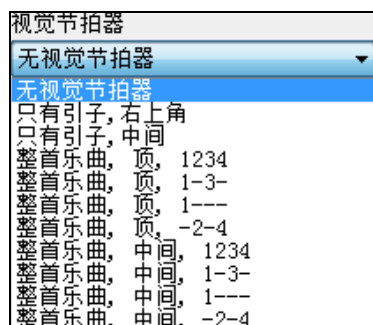 视觉节拍器
无视觉节拍器
无视觉节拍器
只有引子,右上角
只有引子,中间
整首乐曲, 顶, 1234
整首乐曲, 顶, 1-3-
整首乐曲, 顶, 1---
整首乐曲, 顶, -2-4
整首乐曲, 中间, 1234
整首乐曲, 中间, 1-3-
整首乐曲, 中间, 1---
整首乐曲, 中间, -2-4